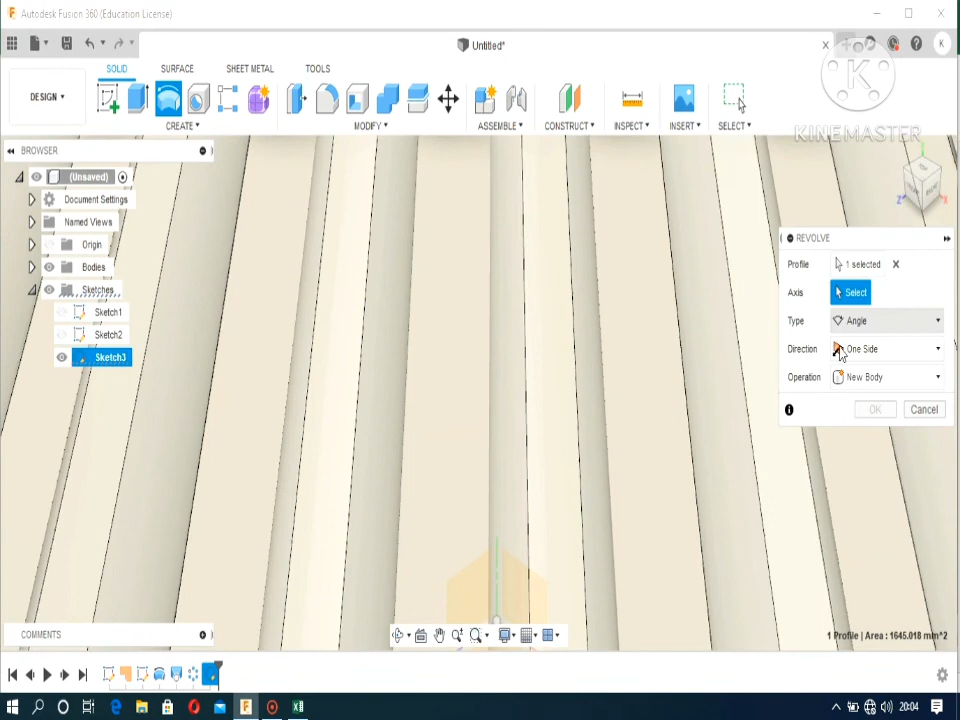 Autodesk Fusion 360 (Education License)
Untitled*
K
SOLID SURFACE SHEET METAL TOOLS
DESIGN ▾
CREATE ▾ MODIFY ▾ ASSEMBLE ▾ CONSTRUCT ▾ INSPECT ▾ INSERT ▾ SELECT ▾
K
KINEMASTER
BROWSER
(Unsaved)
Document Settings
Named Views
Origin
Bodies
Sketches
Sketch1
Sketch2
Sketch3
Z
X
REVOLVE
Profile 1 selected
Axis Select
Type Angle
Direction One Side
Operation New Body
OK Cancel
COMMENTS
1 Profile | Area : 1645.018 mm^2
20:04